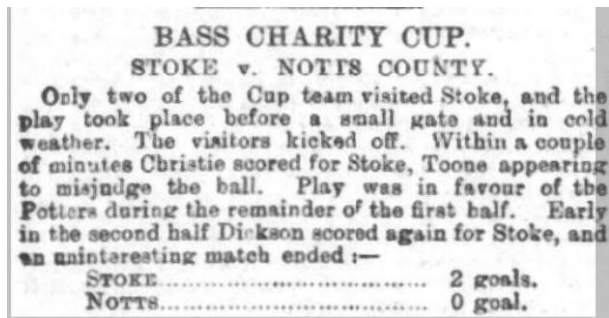 BASS CHARITY CUP.
STOKE v. NOTTS COUNTY.
Only two of the Cup team visited Stoke, and the
play took place before a small gate and in cold
weather. The visitors kicked off. Within a couple
of minutes Christie scored for Stoke, Toone appearing
to misjudge the ball. Play was in favour of the
Potters during the remainder of the first half. Early
in the second half Dickson scored again for Stoke, and
an uninteresting match ended :—
STOKE ................................ 2 goals.
NOTTS ................................ 0 goal.